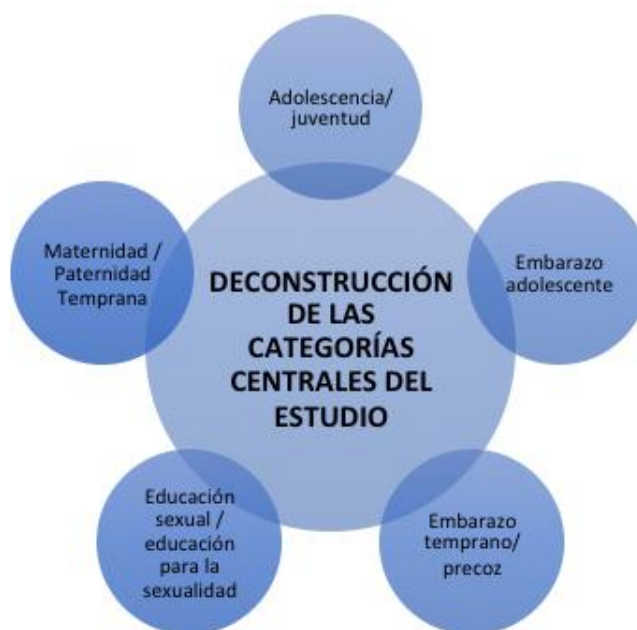 Adolescencia/
juventud
Maternidad /
Paternidad
Temprana
DECONSTRUCCIÓN
DE LAS
CATEGORÍAS
CENTRALES DEL
ESTUDIO
Embarazo
adolescente
Educación
sexual /
educación
para la
sexualidad
Embarazo
temprano/
precoz